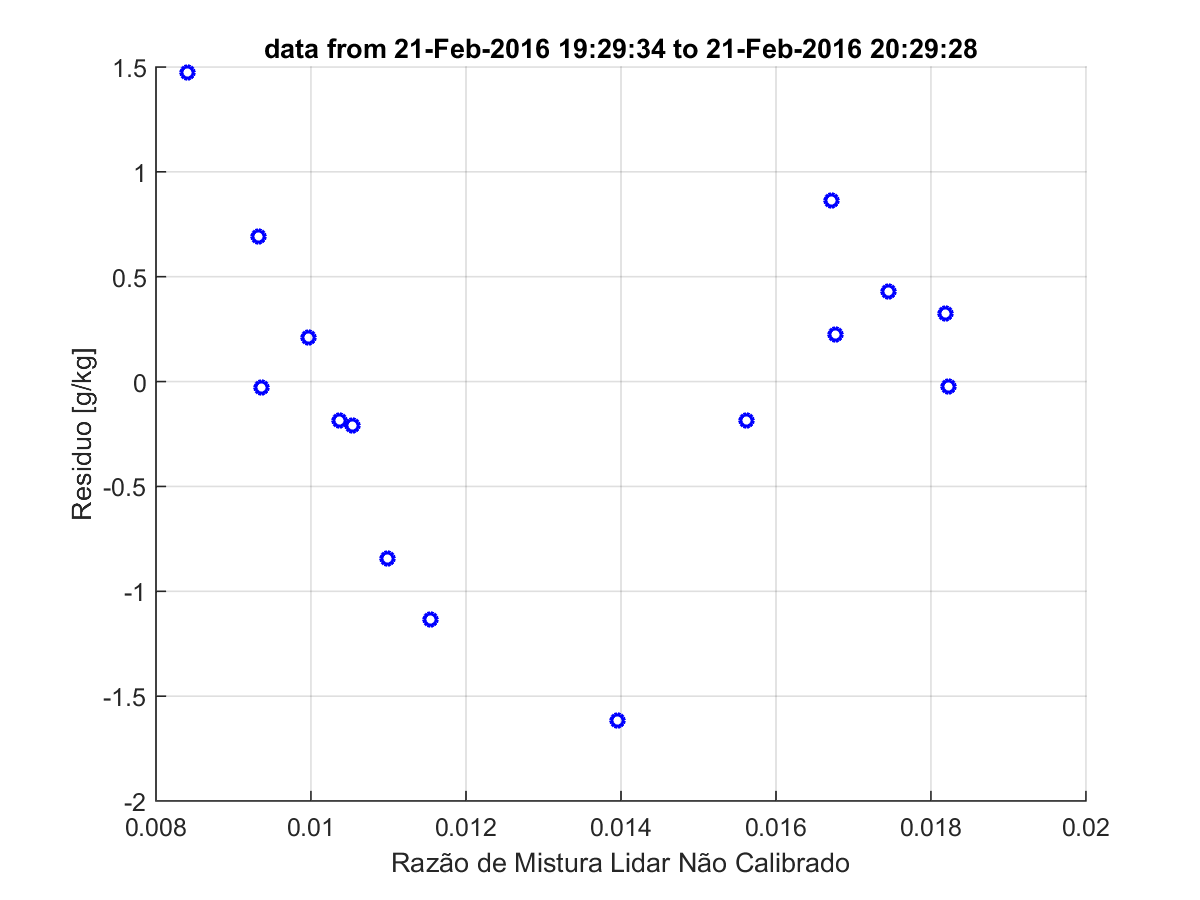 data from 21-Feb-2016 19:29:34 to 21-Feb-2016 20:29:28
1.5
1
0.5
0
-0.5
-1
-1.5
-2
Residuo [g/kg]
0.008 0.01 0.012 0.014 0.016 0.018 0.02
Razão de Mistura Lidar Não Calibrado